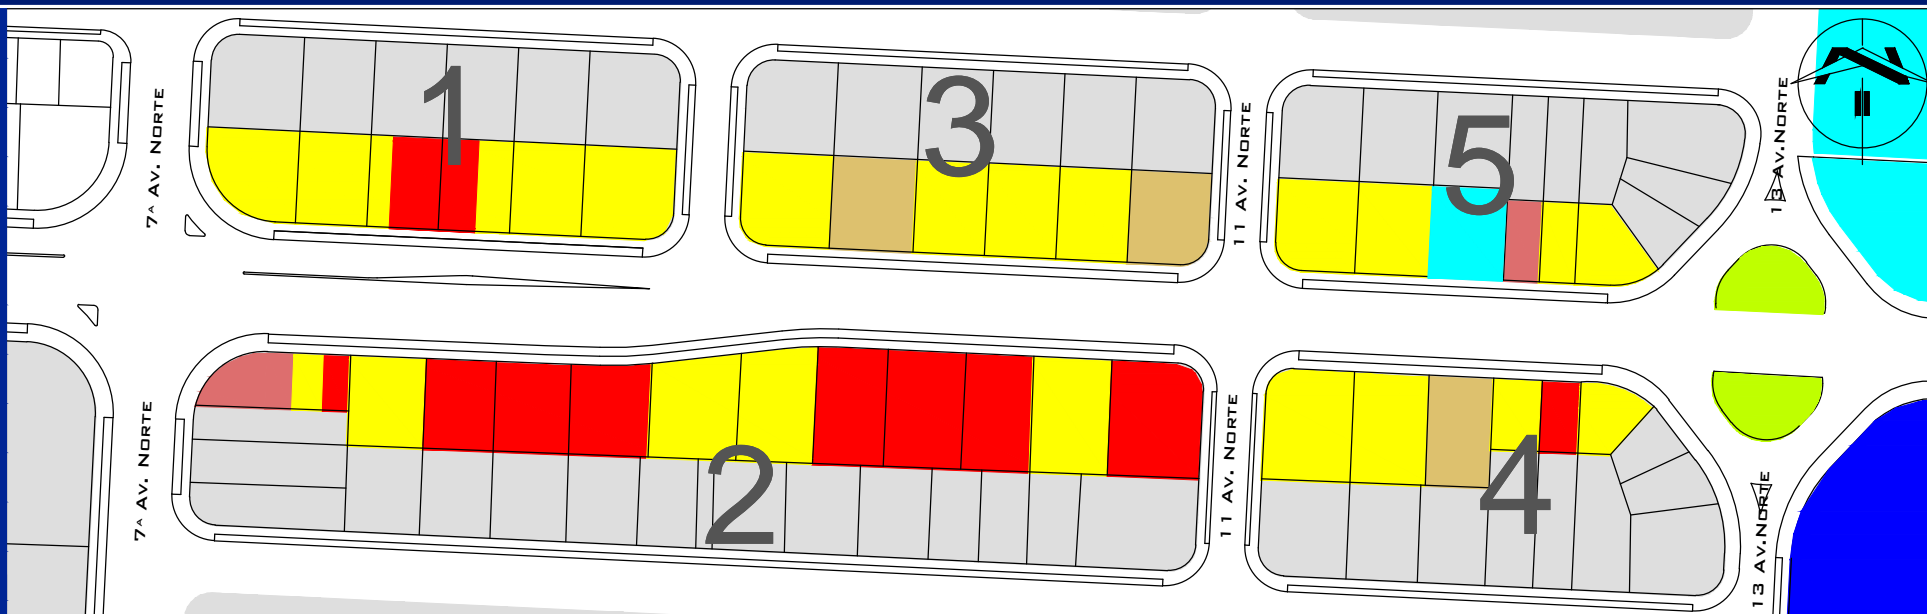 1
3
5
7ᴬ AV. NORTE
11 AV. NORTE
13 AV.NORTE
2
4
7ᴬ AV. NORTE
11 AV. NORTE
13 AV.NORTE